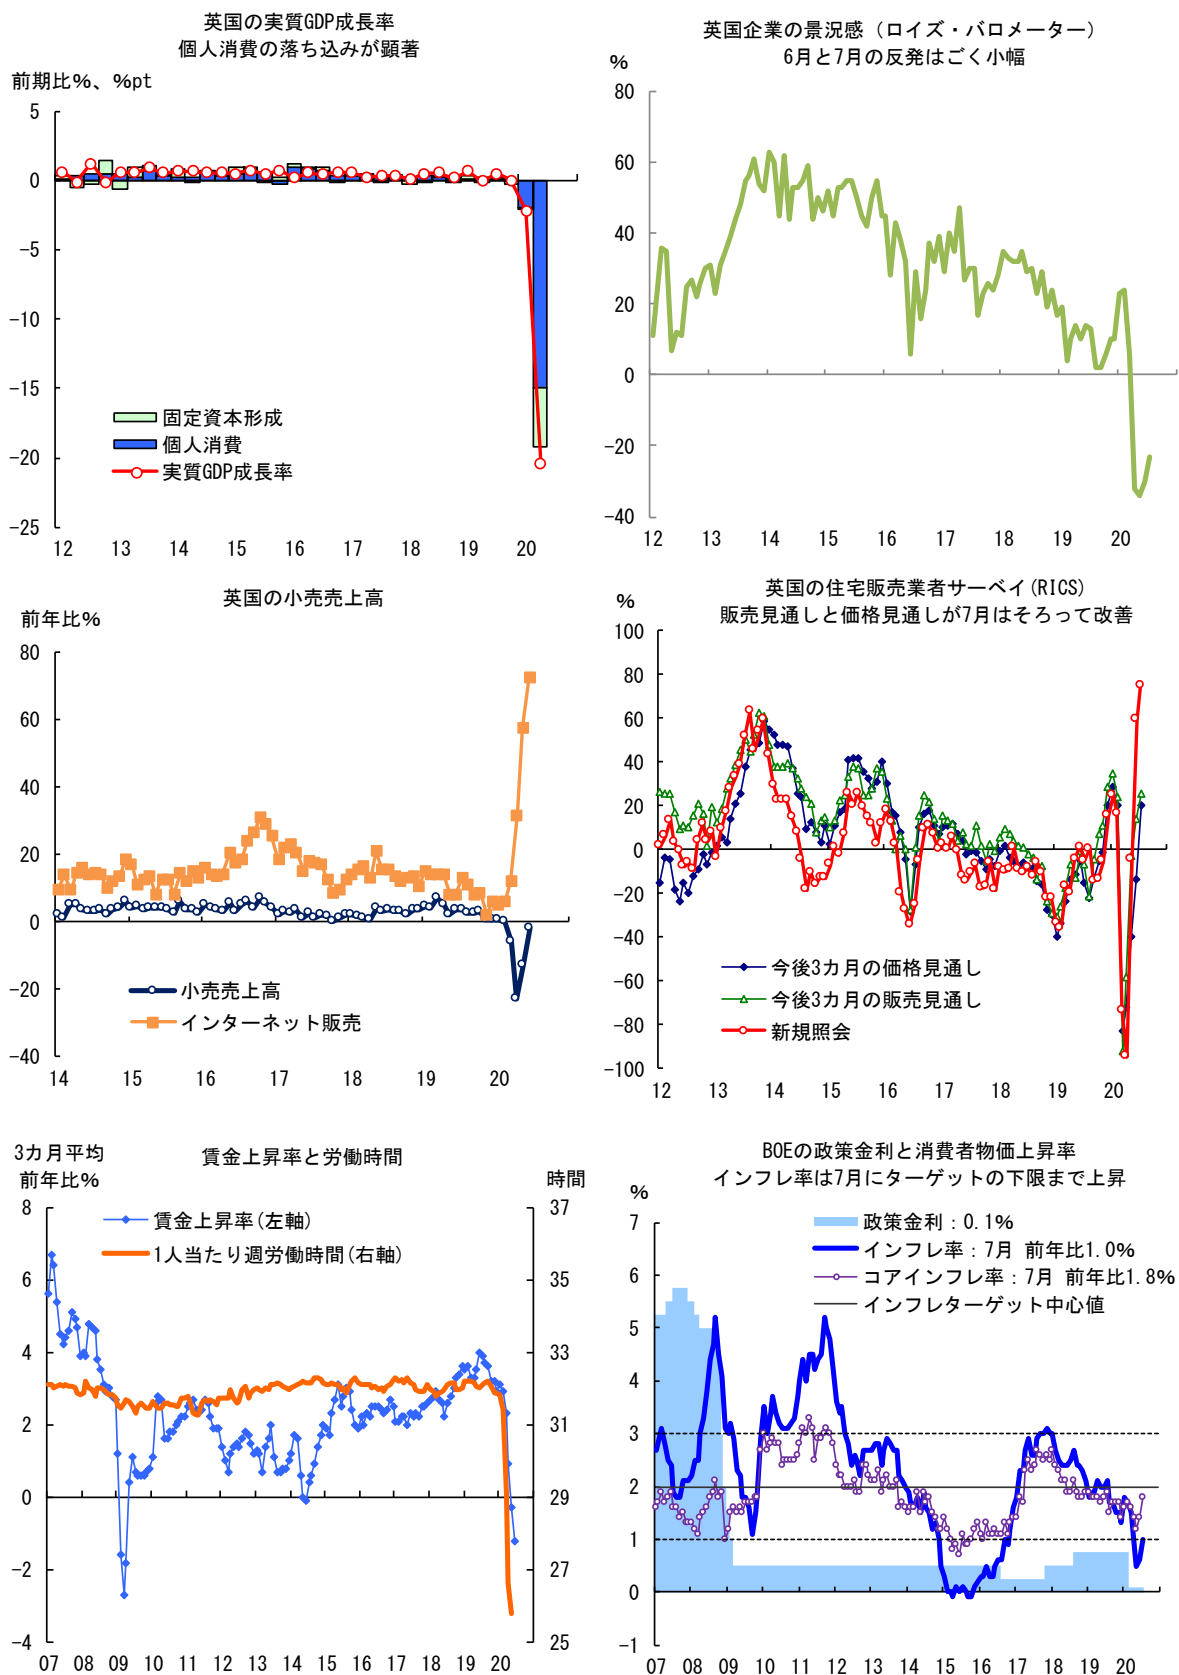 英国の実質GDP成長率
個人消費の落ち込みが顕著
前期比%、%pt
5
0
-5
-10
-15
-20
-25
固定資本形成
個人消費
実質GDP成長率
12 13 14 15 16 17 18 19 20
英国企業の景況感（ロイズ・バロメーター）
6月と7月の反発はごく小幅
%
80
60
40
20
0
-20
-40
12 13 14 15 16 17 18 19 20
英国の小売売上高
前年比%
80
60
40
20
0
-20
-40
小売売上高
インターネット販売
14 15 16 17 18 19 20
英国の住宅販売業者サーベイ(RICS)
販売見通しと価格見通しが7月はそろって改善
%
100
80
60
40
20
0
-20
-40
-60
-80
-100
今後3カ月の価格見通し
今後3カ月の販売見通し
新規照会
12 13 14 15 16 17 18 19 20
賃金上昇率と労働時間
3カ月平均
前年比%
時間
8
6
4
2
0
-2
-4
37
35
33
31
29
27
25
賃金上昇率(左軸)
1人当たり週労働時間(右軸)
07 08 09 10 11 12 13 14 15 16 17 18 19 20
BOEの政策金利と消費者物価上昇率
インフレ率は7月にターゲットの下限まで上昇
%
7
6
5
4
3
2
1
0
-1
政策金利：0.1%
インフレ率：7月 前年比1.0%
コアインフレ率：7月 前年比1.8%
インフレターゲット中心値
07 08 09 10 11 12 13 14 15 16 17 18 19 20